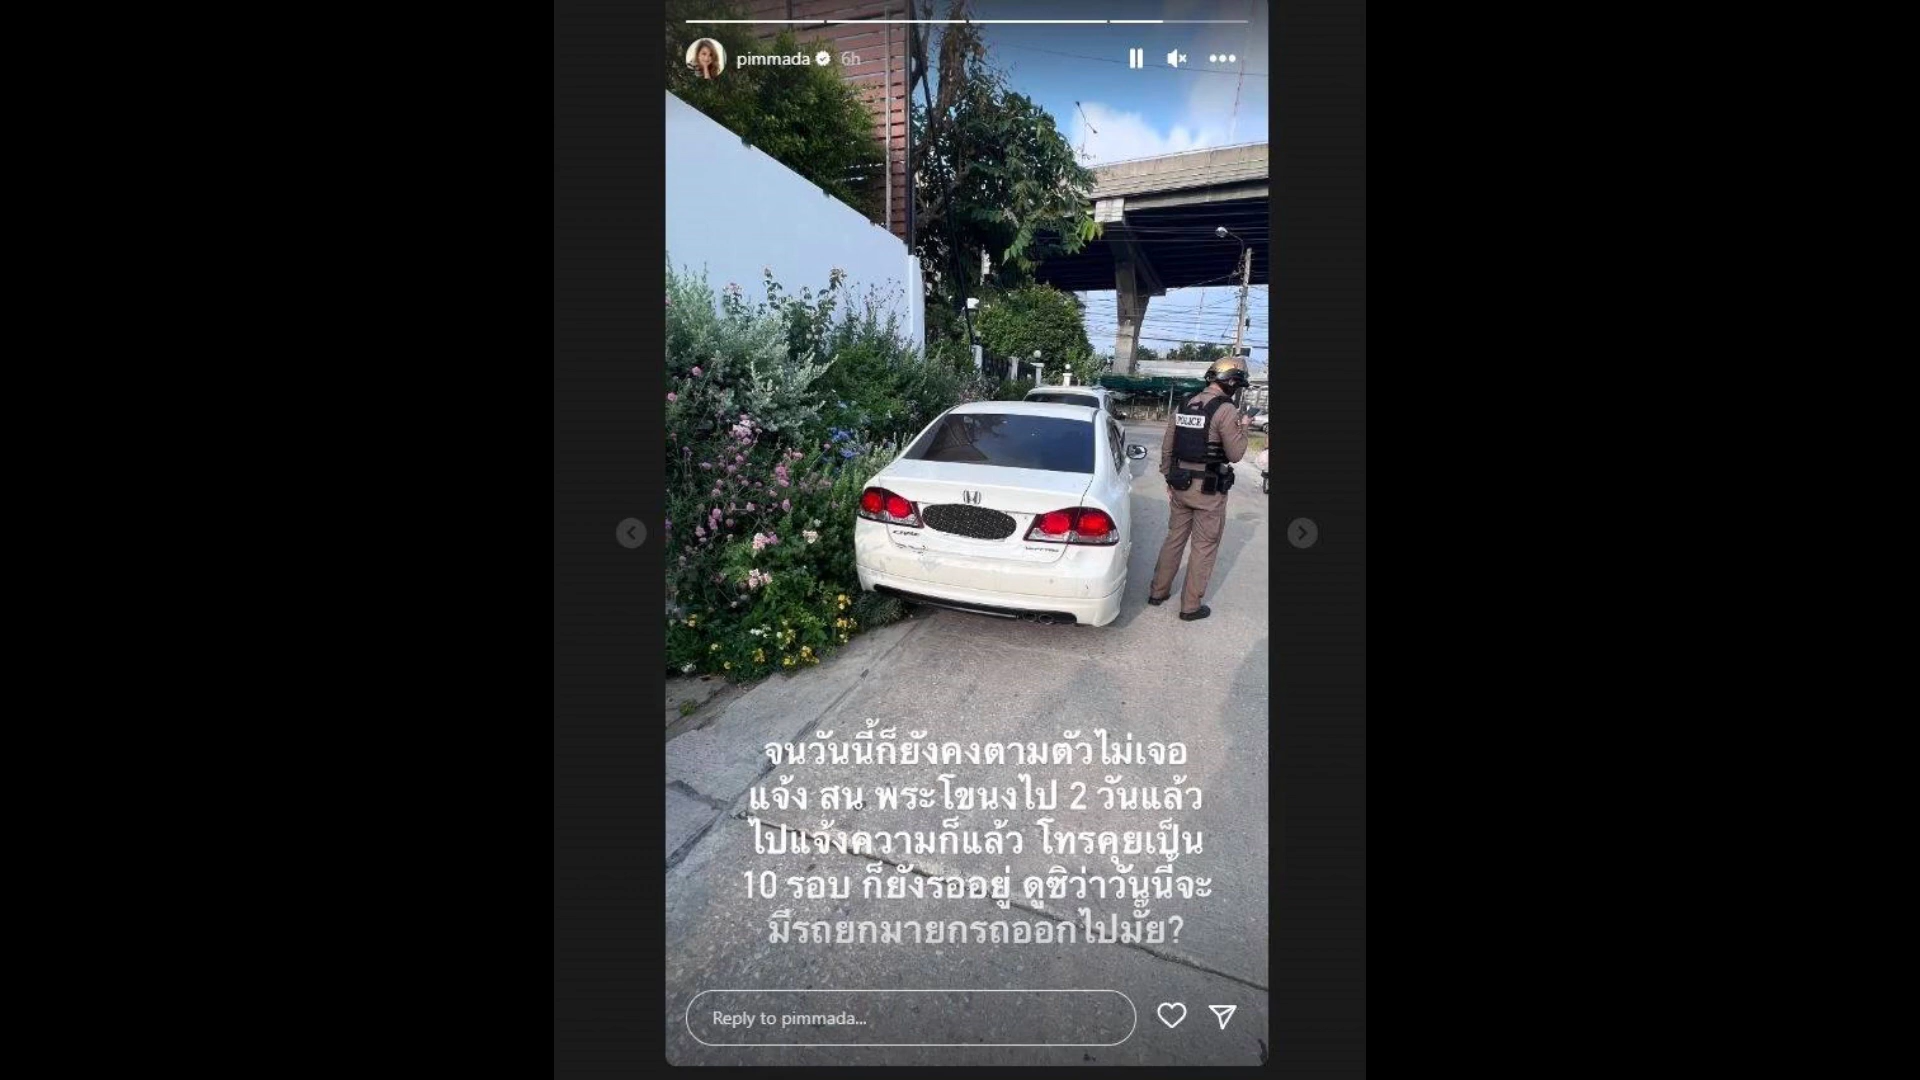 pimmada 6h
POLICE
CIVIC
จนวันนี้ก็ยังคงตามตัวไม่เจอ
แจ้ง สน พระโขนงไป 2 วันแล้ว
ไปแจ้งความก็แล้ว โทรคุยเป็น
10 รอบ ก็ยังรออยู่ ดูซิว่าวันนี้จะ
มีรถยกมายกรถออกไปมั๊ย?
Reply to pimmada...